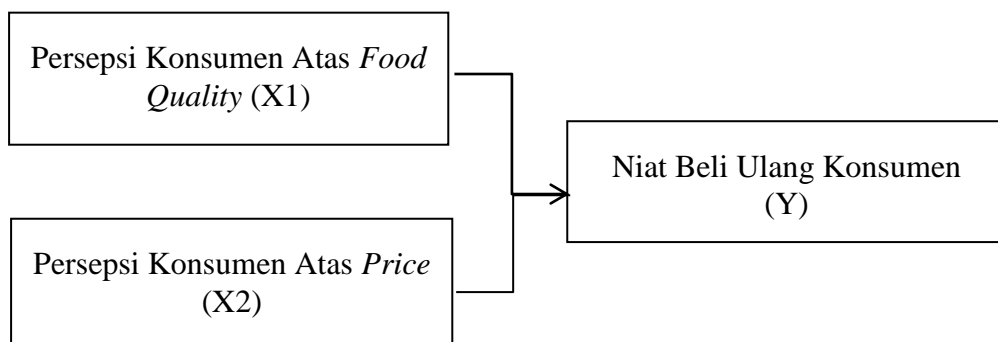 Persepsi Konsumen Atas Food
Quality (X1)
Niat Beli Ulang Konsumen
(Y)
Persepsi Konsumen Atas Price
(X2)